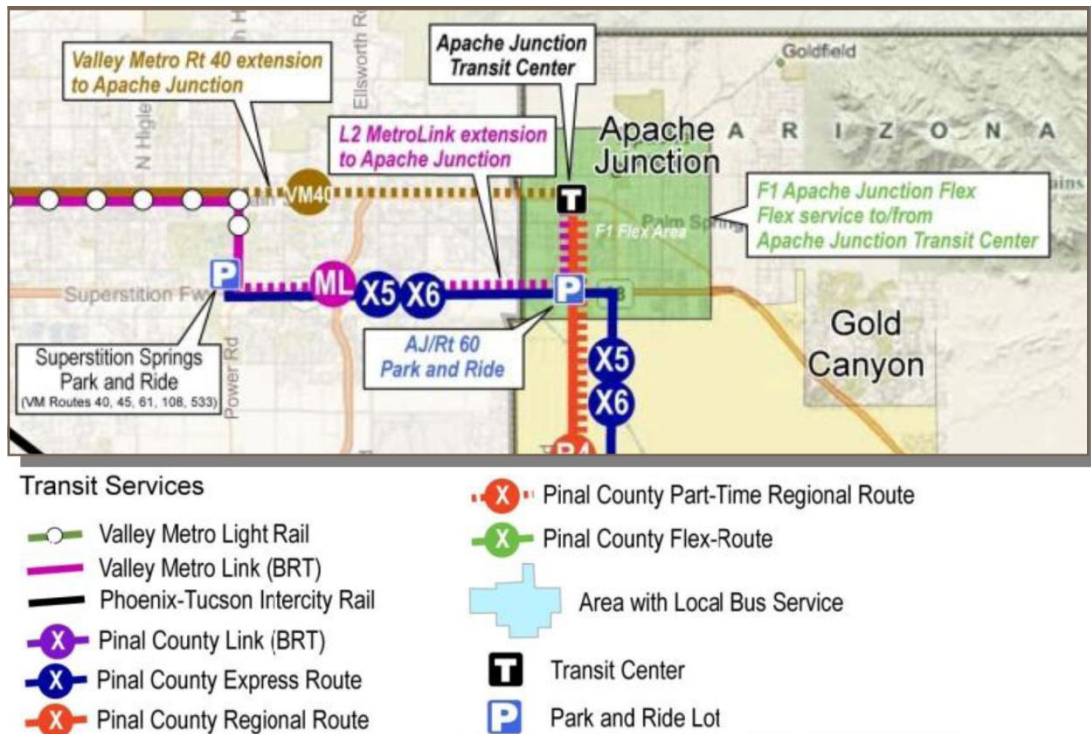 Valley Metro Rt 40 extension
to Apache Junction
Ellsworth Rd
Apache Junction
Transit Center
Goldfield
N Higle
L2 MetroLink extension
to Apache Junction
Apache
Junction
ARIZONA
VM40
T
F1 Apache Junction Flex
Flex service to/from
Apache Junction Transit Center
Palm Spring
F1 Flex Area
P
Superstition Fw
ML
X5
X6
P
Superstition Springs
Park and Ride
(VM Routes 40, 45, 61, 108, 533)
Power Rd
AJ/Rt 60
Park and Ride
X5
X6
Gold
Canyon
Transit Services
Valley Metro Light Rail
Valley Metro Link (BRT)
Phoenix-Tucson Intercity Rail
X Pinal County Link (BRT)
X Pinal County Express Route
X Pinal County Regional Route
X Pinal County Part-Time Regional Route
X Pinal County Flex-Route
Area with Local Bus Service
T Transit Center
P Park and Ride Lot